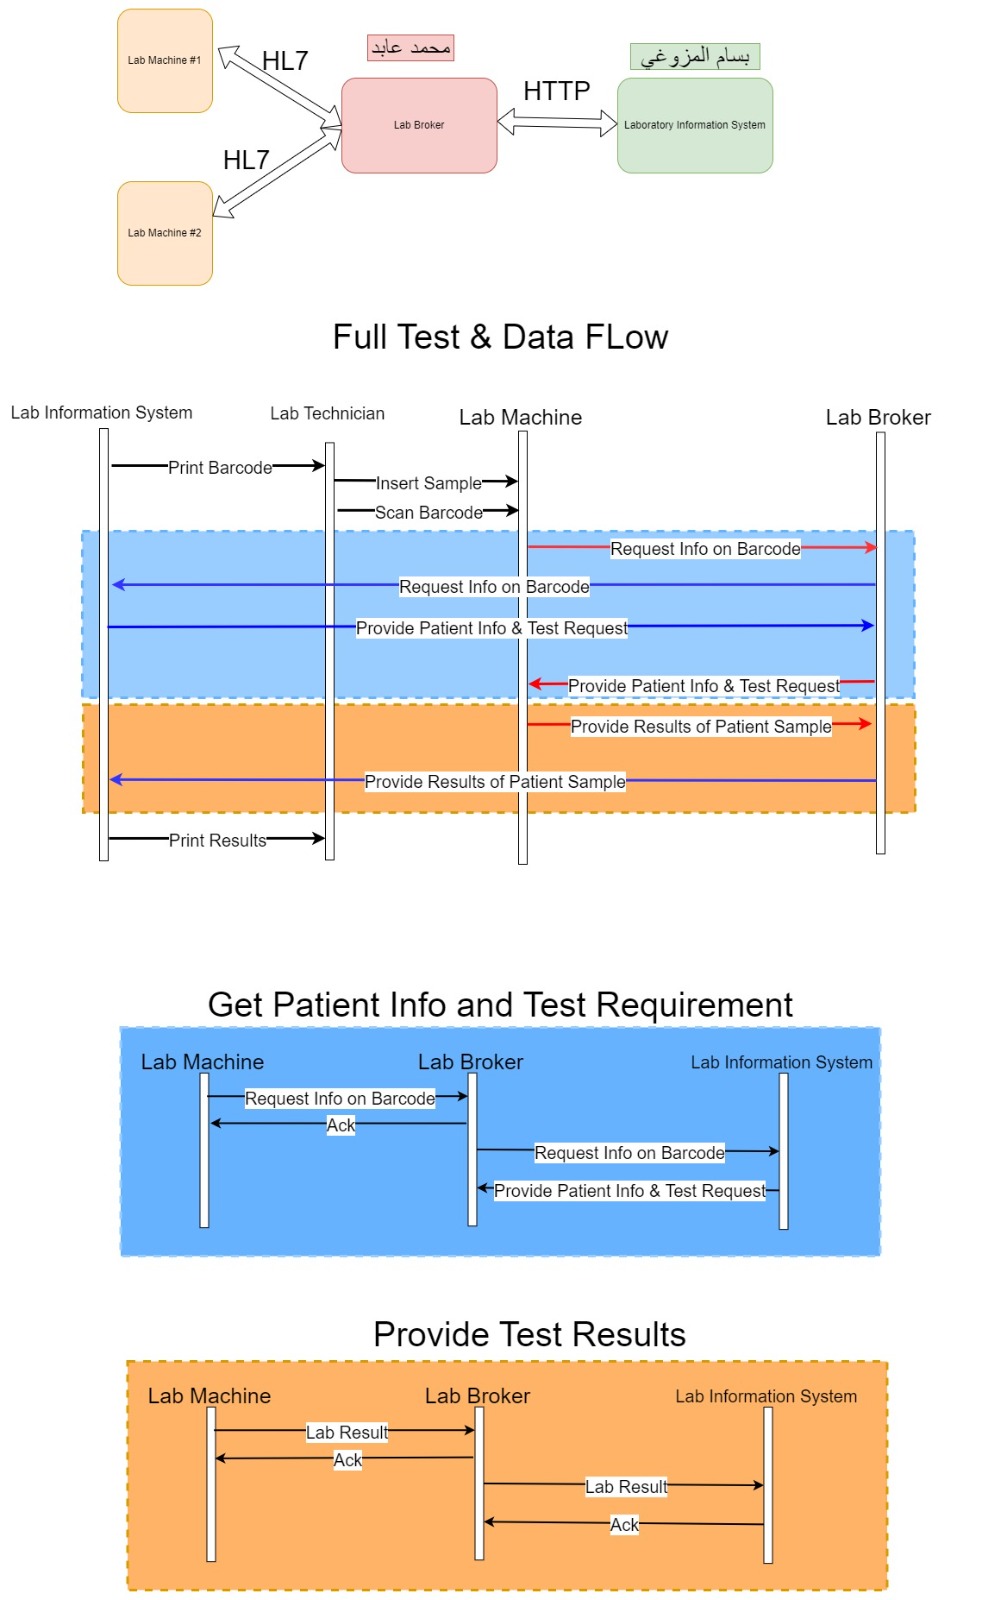 محمد عابد
بسام المزوغي
Lab Machine #1
HL7
HTTP
Lab Broker
Laboratory Information System
HL7
Lab Machine #2
Full Test & Data FLow
Lab Information System
Lab Technician
Lab Machine
Lab Broker
Print Barcode
Insert Sample
Scan Barcode
Request Info on Barcode
Request Info on Barcode
Provide Patient Info & Test Request
Provide Patient Info & Test Request
Provide Results of Patient Sample
Provide Results of Patient Sample
Print Results
Get Patient Info and Test Requirement
Lab Machine
Lab Broker
Lab Information System
Request Info on Barcode
Ack
Request Info on Barcode
Provide Patient Info & Test Request
Provide Test Results
Lab Machine
Lab Broker
Lab Information System
Lab Result
Ack
Lab Result
Ack